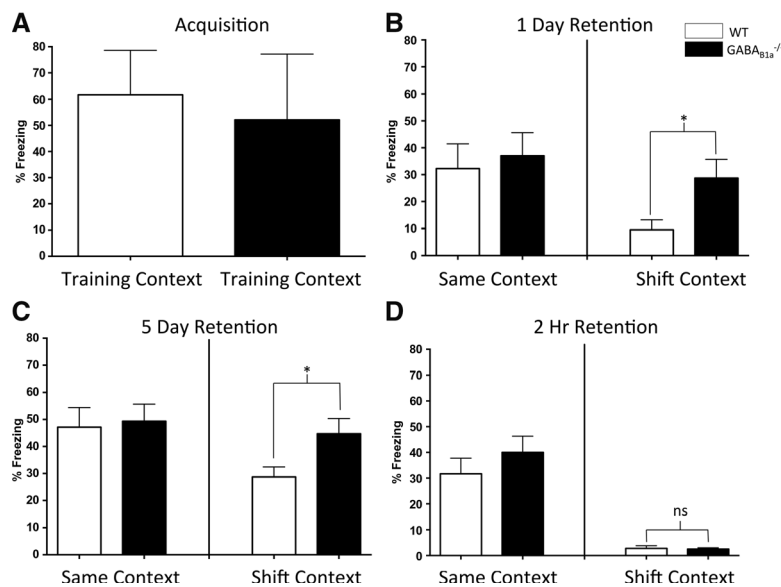 A
Acquisition
% Freezing
80
70
60
50
40
30
20
10
0
Training Context Training Context
B
1 Day Retention
WT
GABA_B1a^-/-
% Freezing
80
70
60
50
40
30
20
10
0
*
Same Context Shift Context
C
5 Day Retention
% Freezing
80
70
60
50
40
30
20
10
0
*
Same Context Shift Context
D
2 Hr Retention
% Freezing
80
70
60
50
40
30
20
10
0
ns
Same Context Shift Context